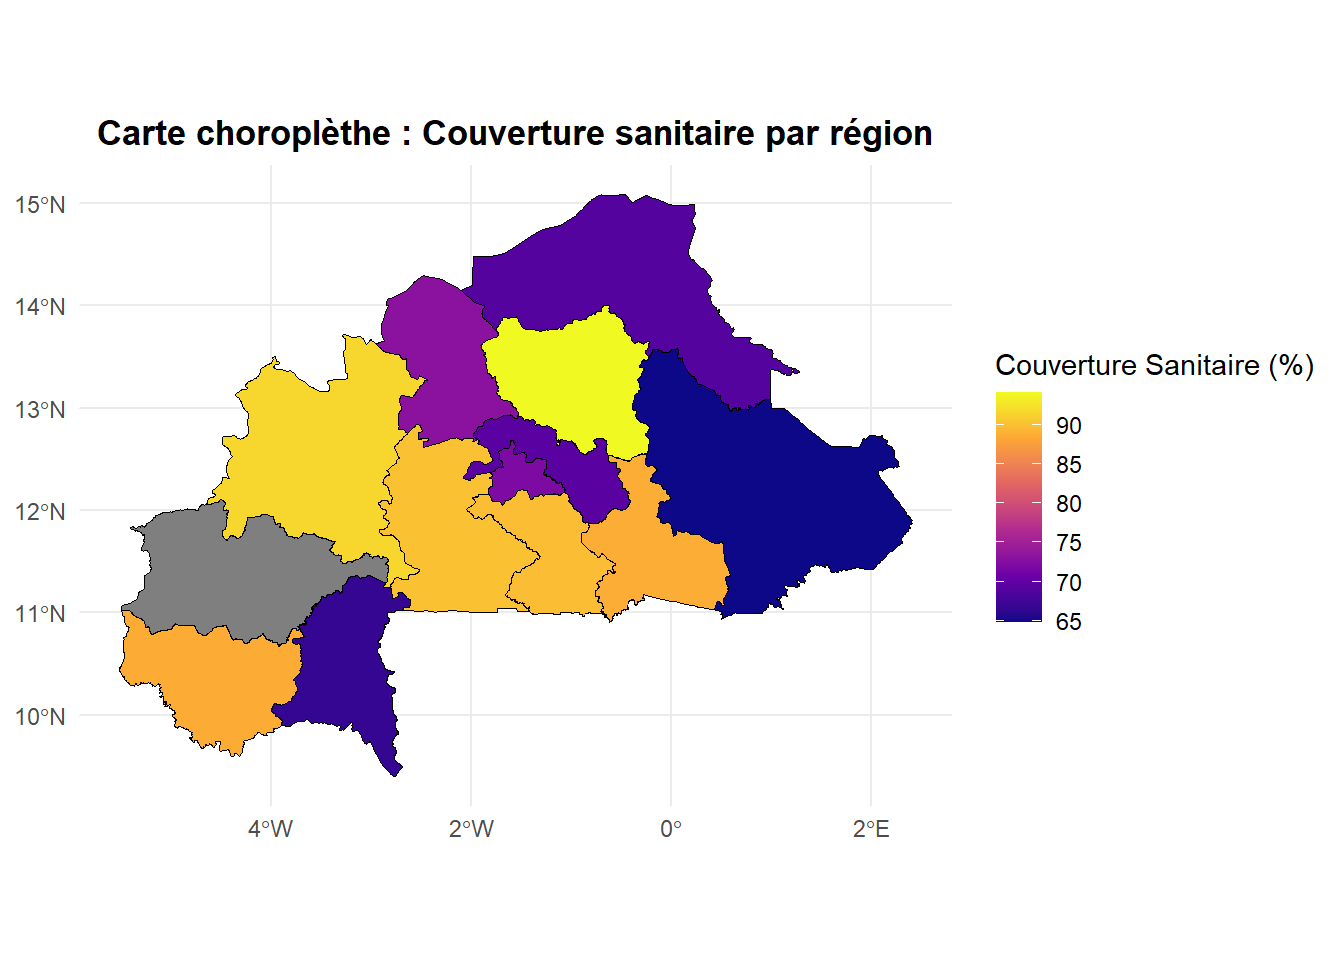 Carte choroplèthe : Couverture sanitaire par région
15°N
14°N
13°N
12°N
11°N
10°N
4°W
2°W
0°
2°E
Couverture Sanitaire (%)
90
85
80
75
70
65